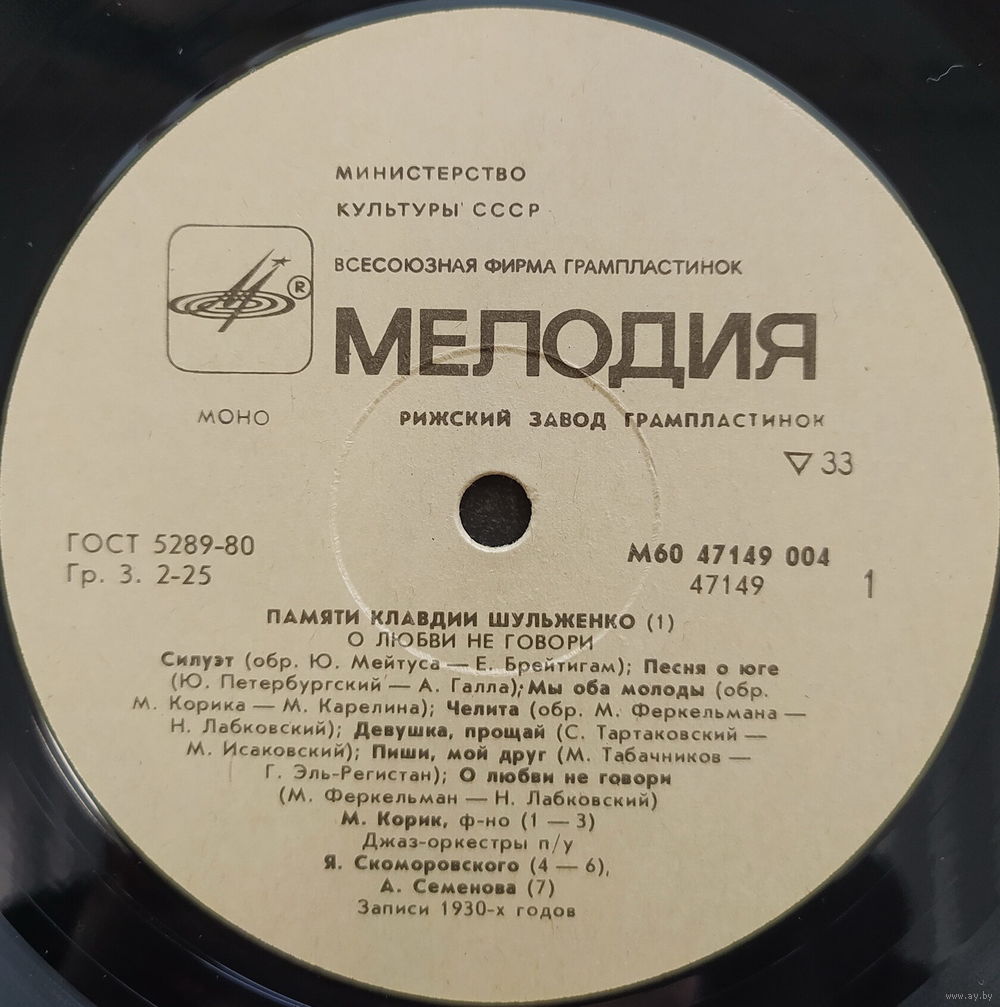 МИНИСТЕРСТВО
КУЛЬТУРЫ СССР
ВСЕСОЮЗНАЯ ФИРМА ГРАМПЛАСТИНОК
®
МЕЛОДИЯ
МОНО
РИЖСКИЙ ЗАВОД ГРАМПЛАСТИНОК
▽ 33
ГОСТ 5289-80
Гр. 3. 2-25
М60 47149 004
47149
1
ПАМЯТИ КЛАВДИИ ШУЛЬЖЕНКО (1)
О ЛЮБВИ НЕ ГОВОРИ
Силуэт (обр. Ю. Мейтуса — Е. Брейтигам); Песня о юге
(Ю. Петербургский — А. Галла); Мы оба молоды (обр.
М. Корика — М. Карелина); Челита (обр. М. Феркельмана —
Н. Лабковский); Девушка, прощай (С. Тартаковский —
М. Исаковский); Пиши, мой друг (М. Табачников —
Г. Эль-Регистан); О любви не говори
(М. Феркельман — Н. Лабковский)
М. Корик, ф-но (1 — 3)
Джаз-оркестры п/у
Я. Скоморовского (4 — 6),
А. Семенова (7)
Записи 1930-х годов
www.ay.by